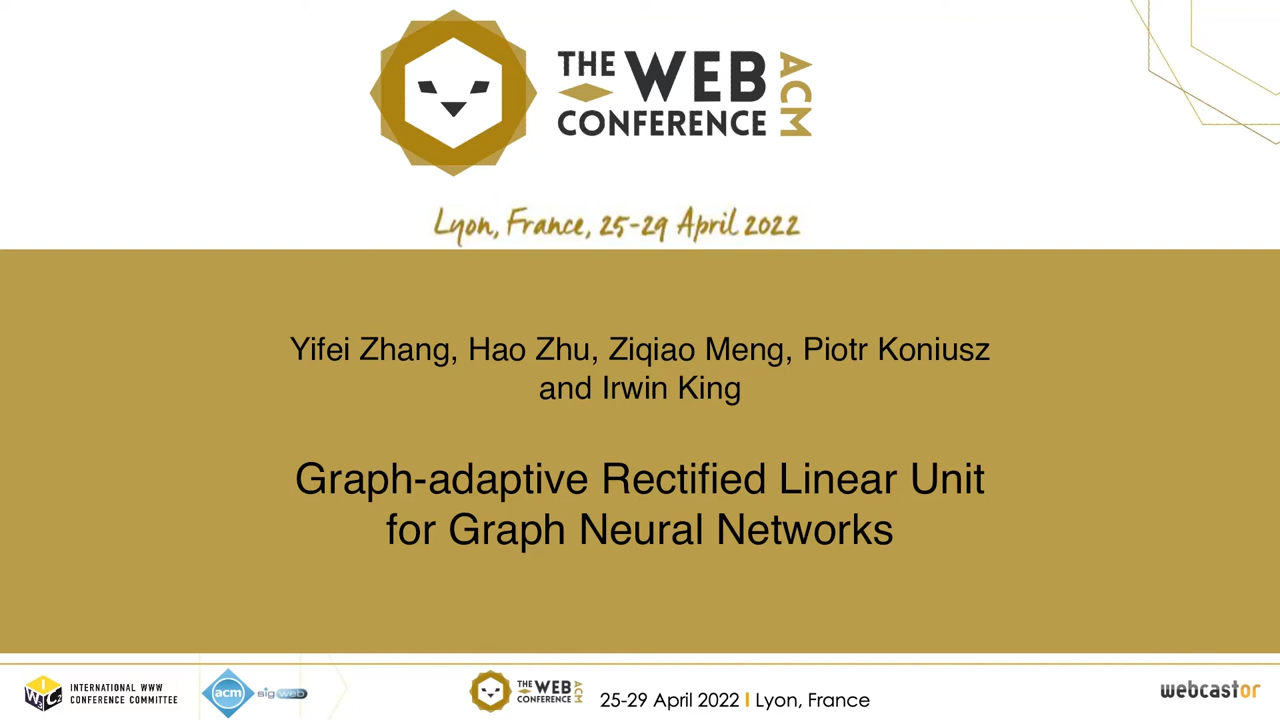 THE WEB
CONFERENCE
ACM
Lyon, France, 25-29 April 2022
Yifei Zhang, Hao Zhu, Ziqiao Meng, Piotr Koniusz
and Irwin King
Graph-adaptive Rectified Linear Unit
for Graph Neural Networks
IW3C2
INTERNATIONAL WWW
CONFERENCE COMMITTEE
acm
sigweb
THE WEB
CONFERENCE
ACM
25-29 April 2022 I Lyon, France
webcastor